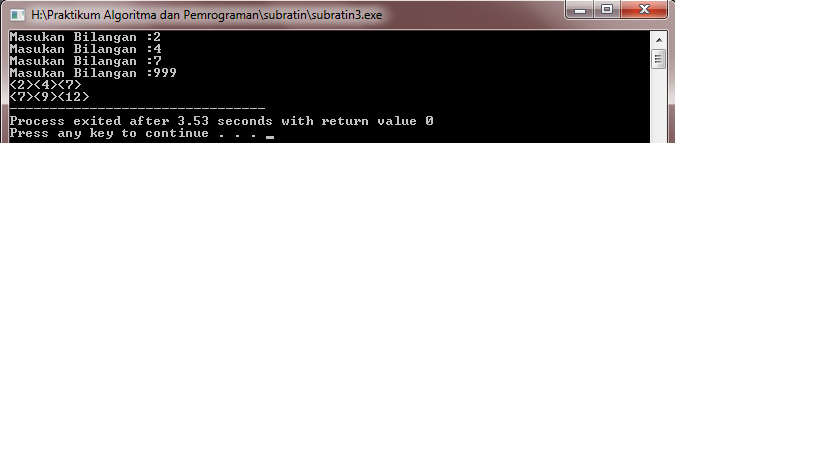 H:\Praktikum Algoritma dan Pemrograman\subratin\subratin3.exe
Masukan Bilangan :2
Masukan Bilangan :4
Masukan Bilangan :7
Masukan Bilangan :999
<2><4><7>
<7><9><12>
--------------------------------
Process exited after 3.53 seconds with return value 0
Press any key to continue . . . _